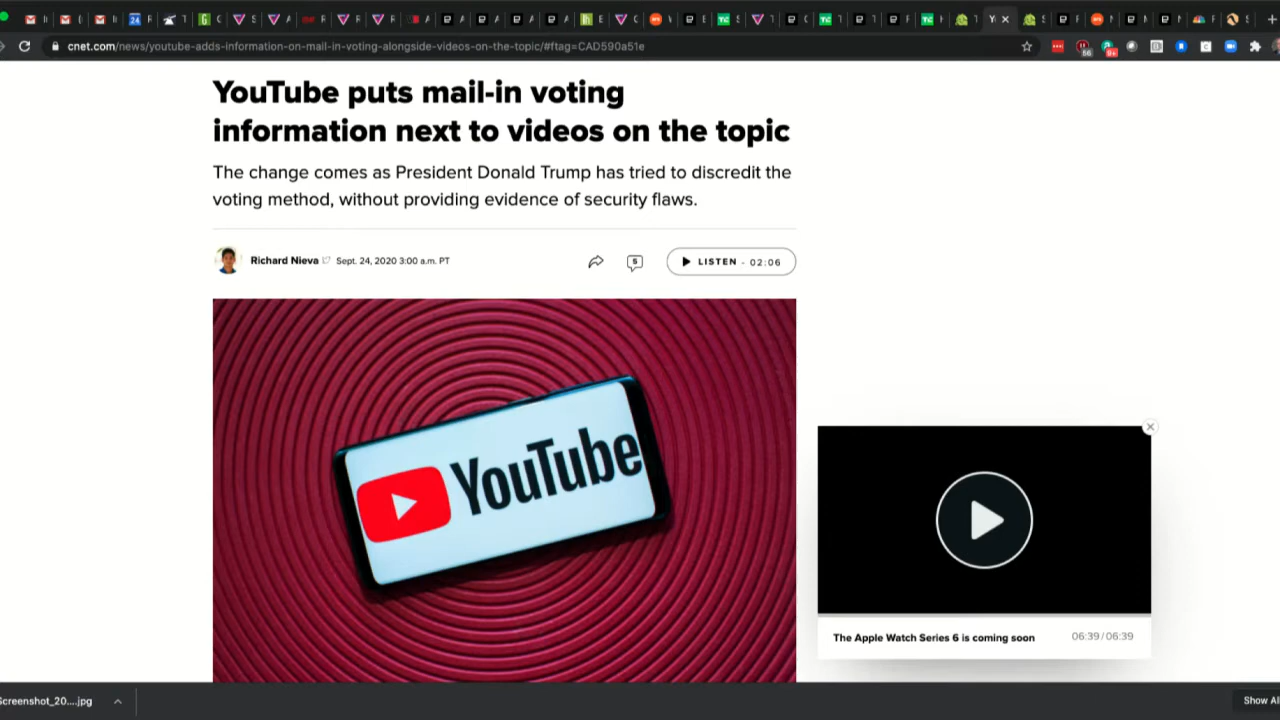 cnet.com/news/youtube-adds-information-on-mail-in-voting-alongside-videos-on-the-topic/#ftag=CAD590a51e
YouTube puts mail-in voting
information next to videos on the topic
The change comes as President Donald Trump has tried to discredit the
voting method, without providing evidence of security flaws.
Richard Nieva Sept. 24, 2020 3:00 a.m. PT
5
LISTEN - 02:06
YouTube
The Apple Watch Series 6 is coming soon 06:39/06:39
Screenshot_20....jpg
Show Al